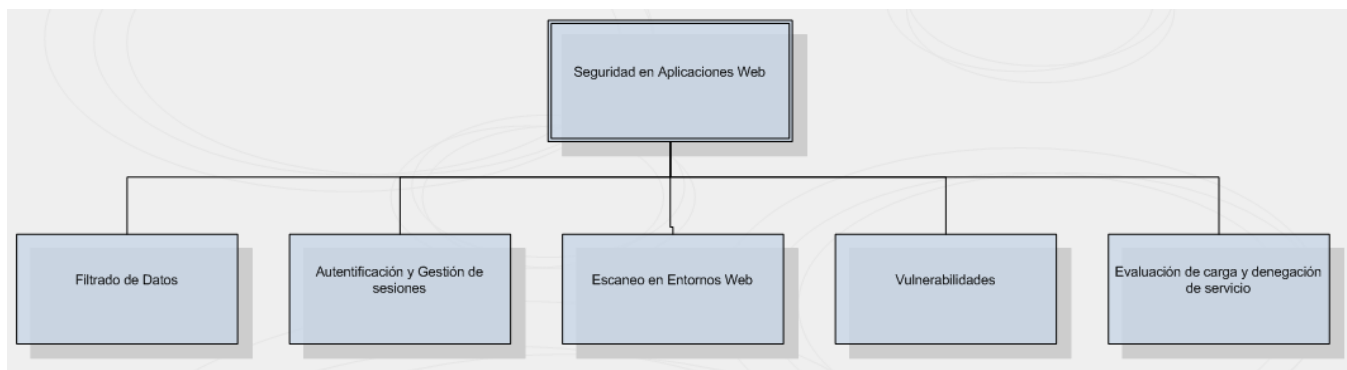 Seguridad en Aplicaciones Web
Filtrado de Datos
Autentificación y Gestión de
sesiones
Escaneo en Entornos Web
Vulnerabilidades
Evaluación de carga y denegación
de servicio